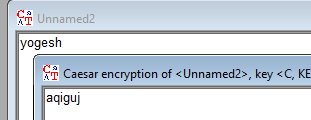 Unnamed2
yogesh
Caesar encryption of <Unnamed2>, key <C, KE
aqiguj